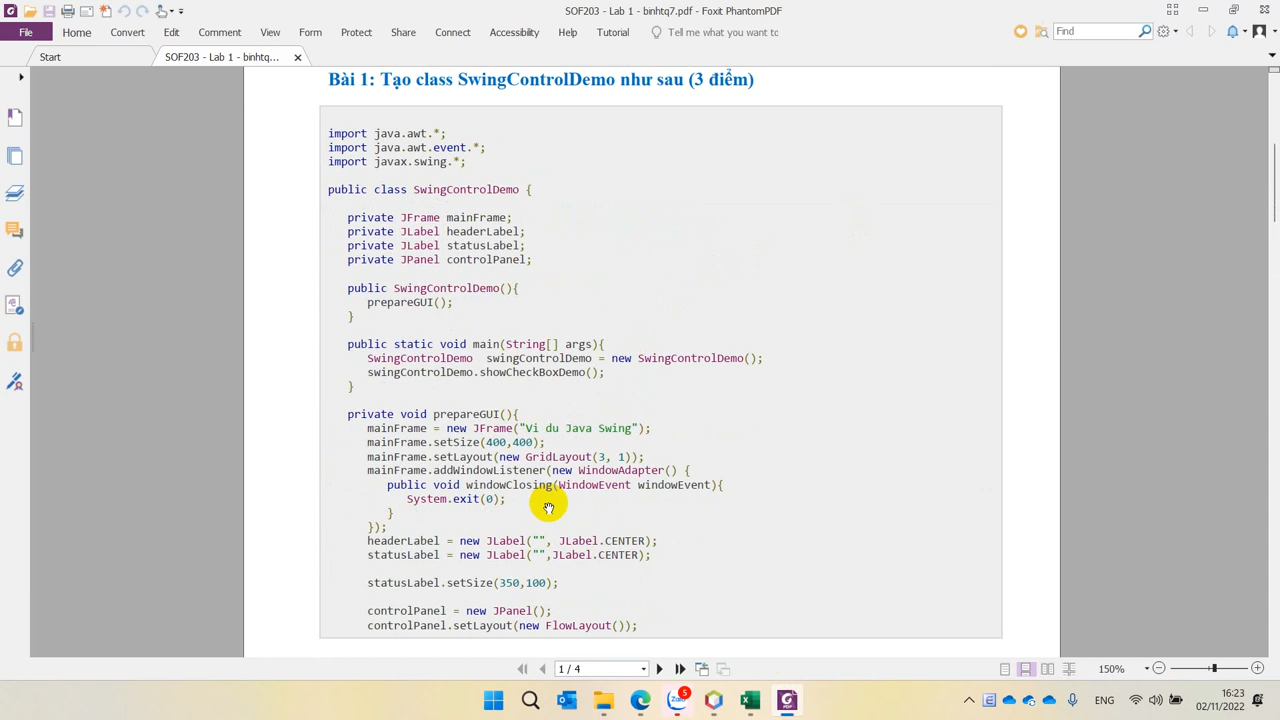 SOF203 - Lab 1 - binhtq7.pdf - Foxit PhantomPDF
File Home Convert Edit Comment View Form Protect Share Connect Accessibility Help Tutorial Tell me what you want to Find
Start SOF203 - Lab 1 - binhtq...
Bài 1: Tạo class SwingControlDemo như sau (3 điểm)
import java.awt.*;
import java.awt.event.*;
import javax.swing.*;
public class SwingControlDemo {
private JFrame mainFrame;
private JLabel headerLabel;
private JLabel statusLabel;
private JPanel controlPanel;
public SwingControlDemo(){
prepareGUI();
}
public static void main(String[] args){
SwingControlDemo  swingControlDemo = new SwingControlDemo();
swingControlDemo.showCheckBoxDemo();
}
private void prepareGUI(){
mainFrame = new JFrame("Vi du Java Swing");
mainFrame.setSize(400,400);
mainFrame.setLayout(new GridLayout(3, 1));
mainFrame.addWindowListener(new WindowAdapter() {
public void windowClosing(WindowEvent windowEvent){
System.exit(0);
}
});
headerLabel = new JLabel("", JLabel.CENTER);
statusLabel = new JLabel("",JLabel.CENTER);
statusLabel.setSize(350,100);
controlPanel = new JPanel();
controlPanel.setLayout(new FlowLayout());
1 / 4 150%
Zalo 5 PDF ENG 16:23
02/11/2022